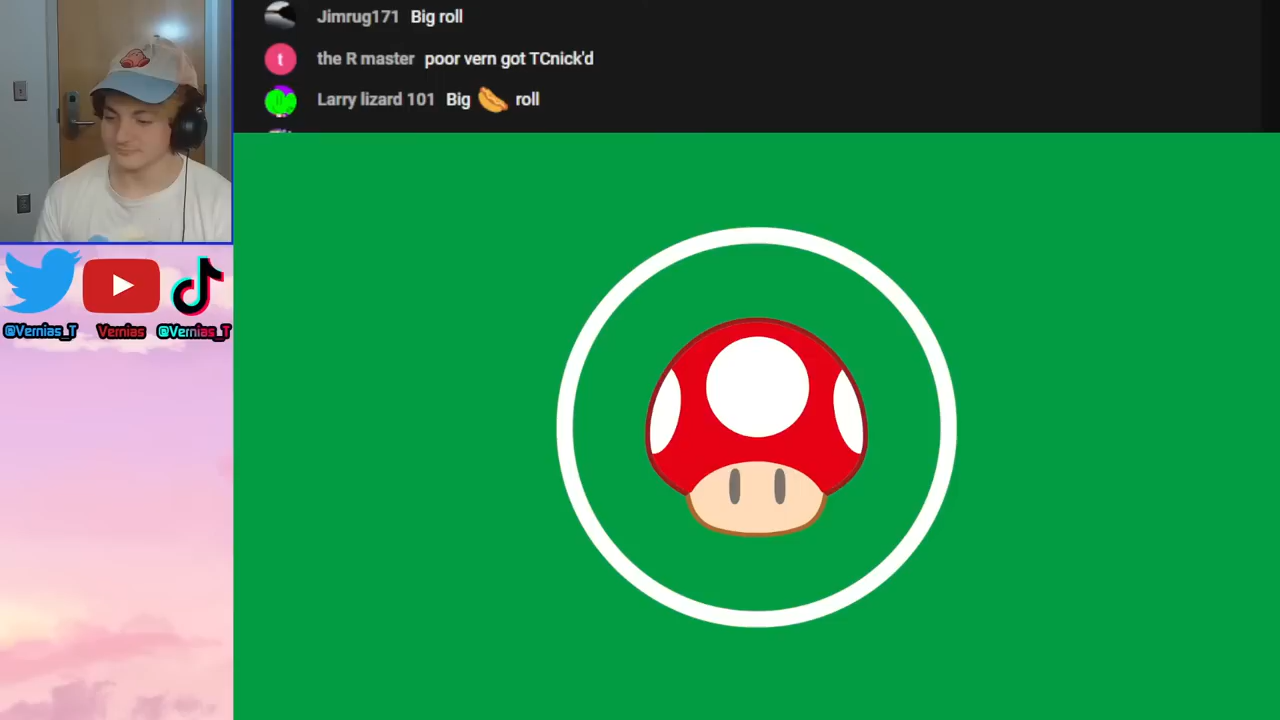 Jimrug171 Big roll
the R master poor vern got TCnick'd
Larry lizard 101 Big 🌭 roll
t
@Vernias_T Vernias @Vernias_T